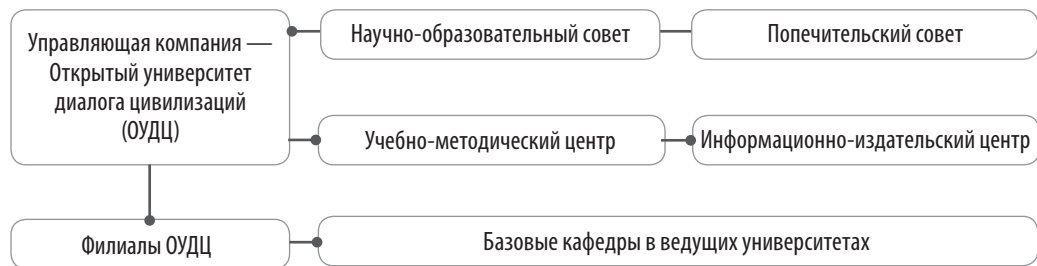 Управляющая компания —
Открытый университет
диалога цивилизаций
(ОУДЦ)
Научно-образовательный совет
Попечительский совет
Учебно-методический центр
Информационно-издательский центр
Филиалы ОУДЦ
Базовые кафедры в ведущих университетах